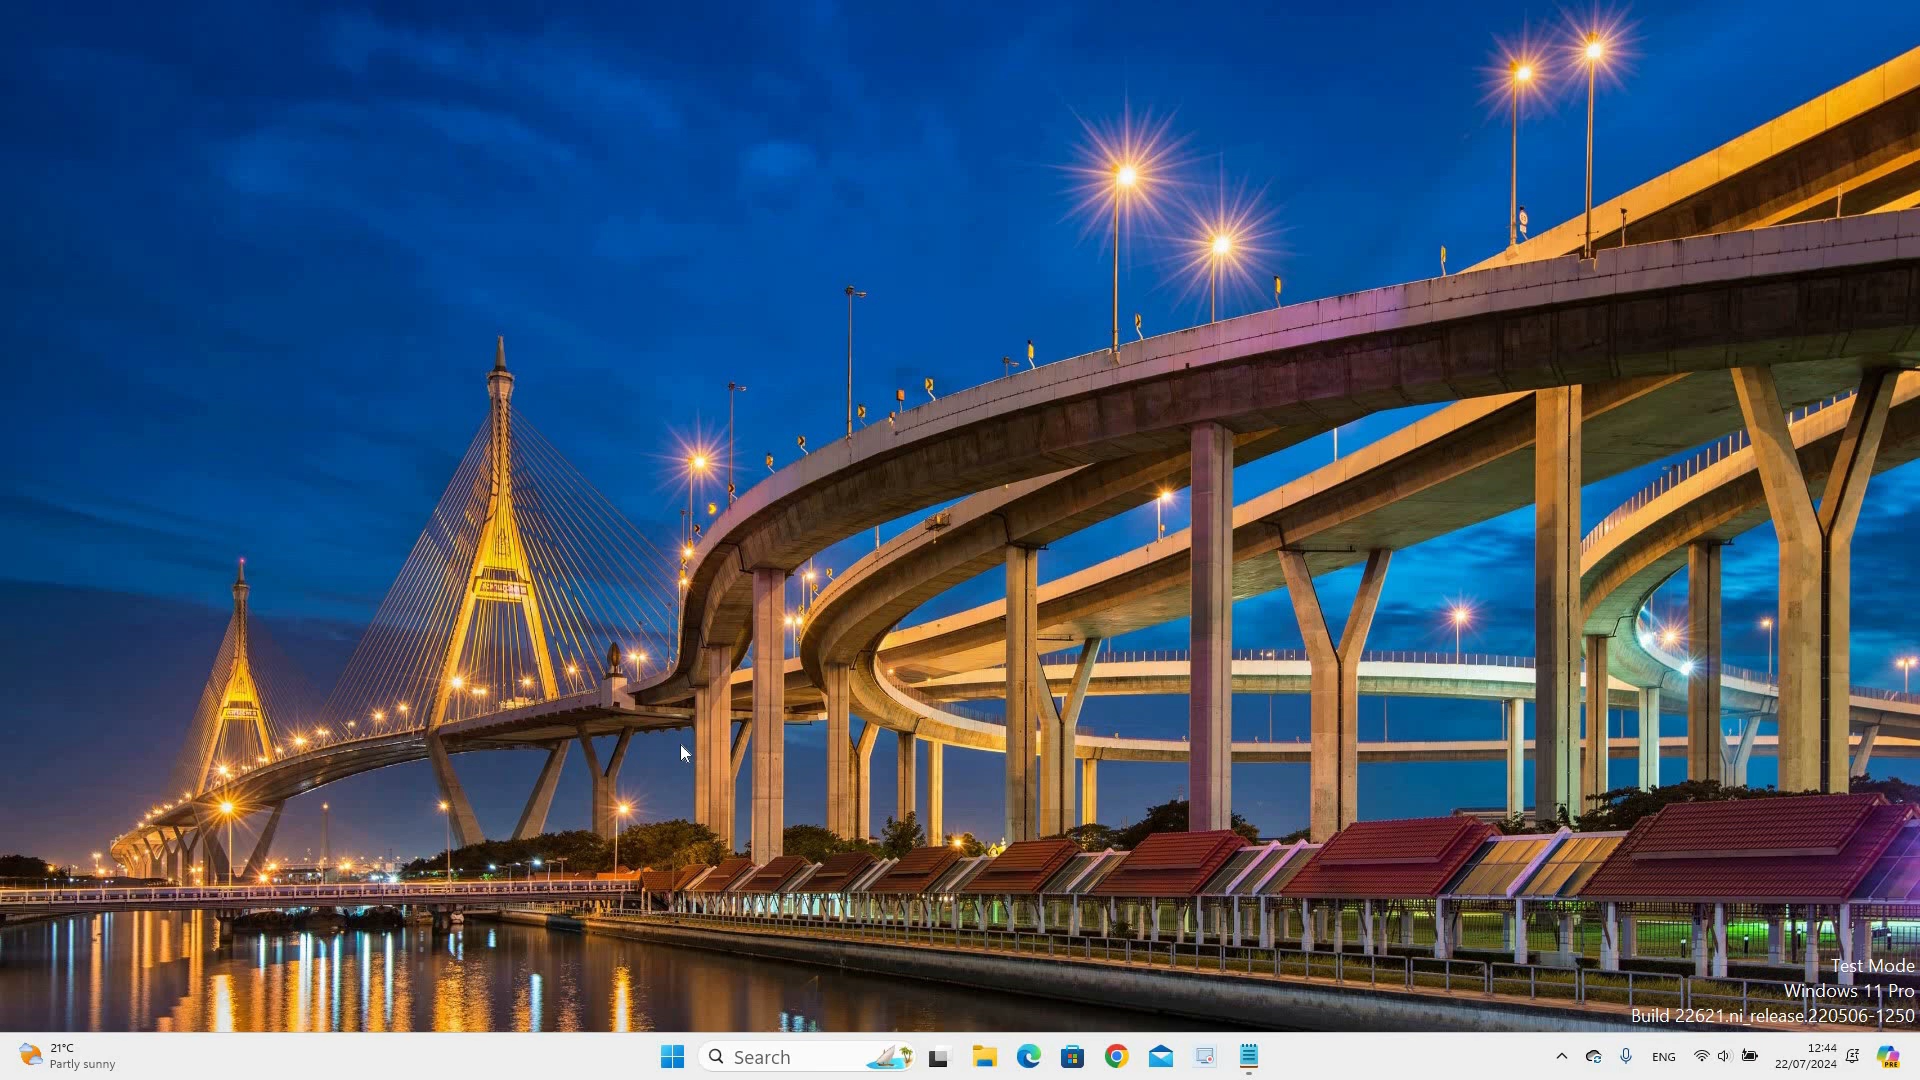 Test Mode
Windows 11 Pro
Build 22621.ni_release.220506-1250
21°C
Partly sunny
Search
ENG
12:44
22/07/2024
PRE